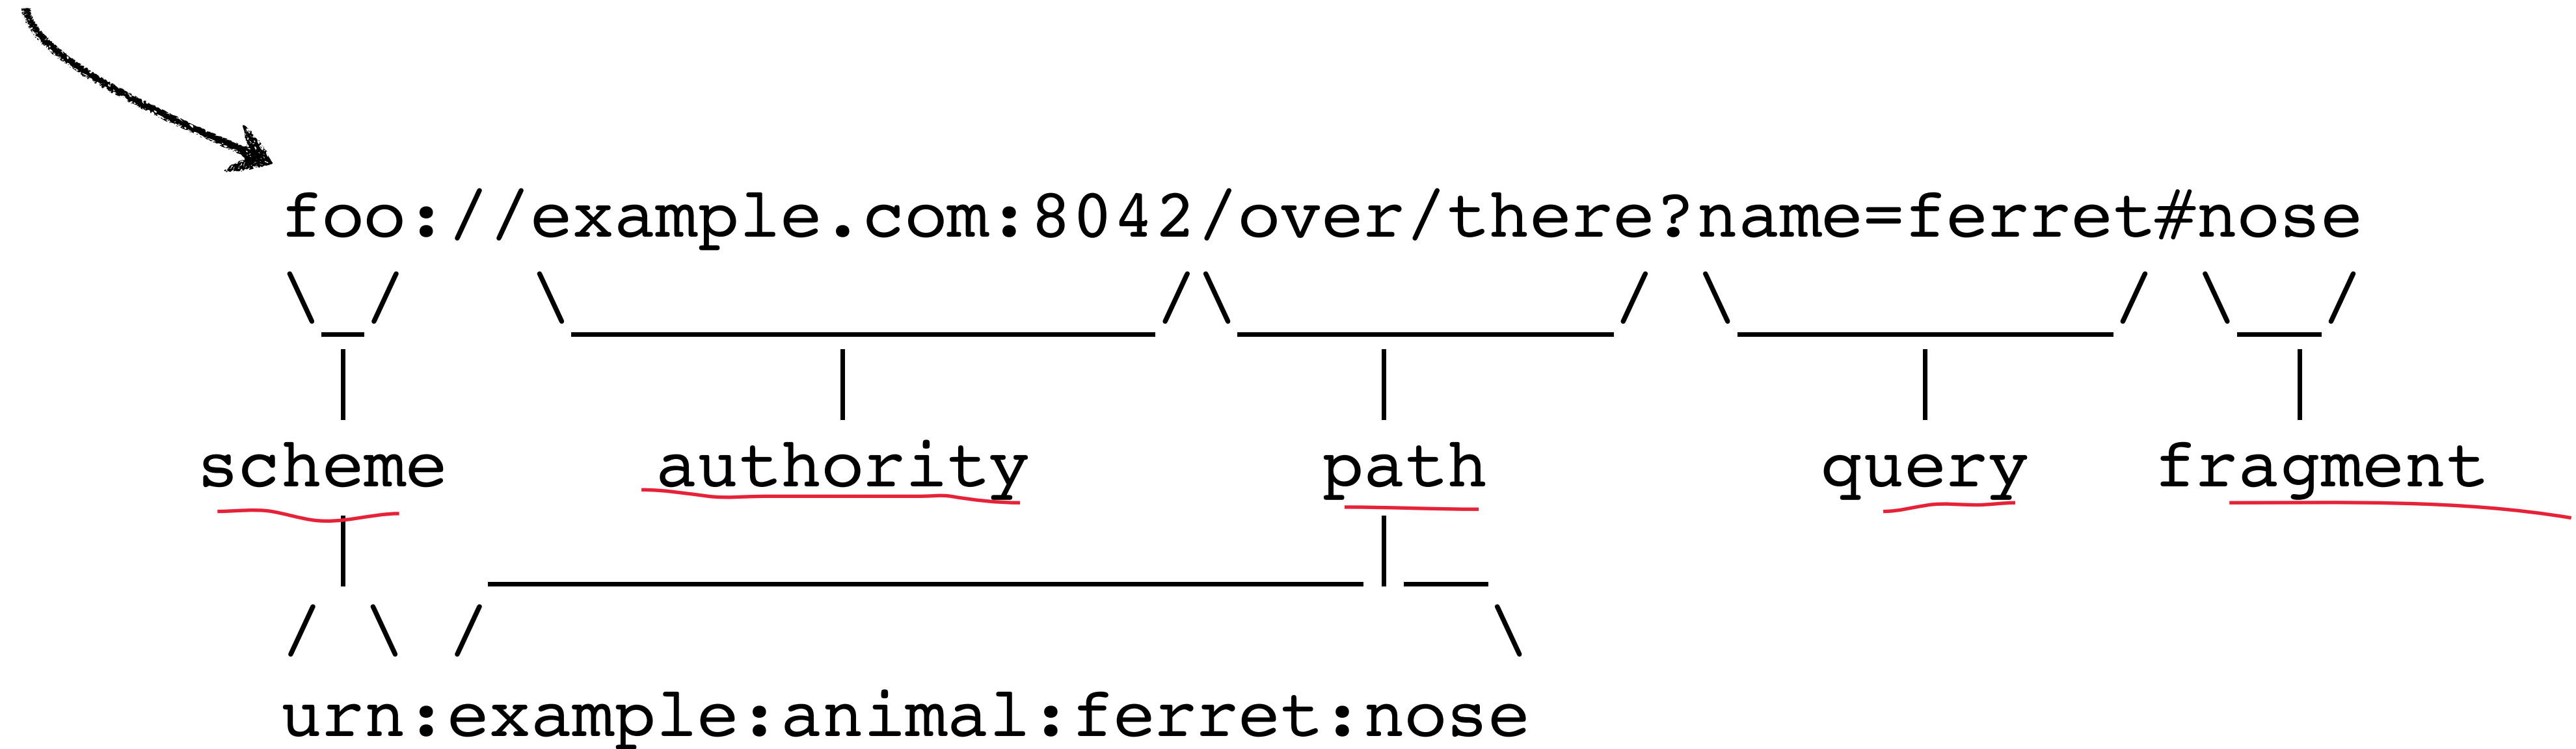 foo://example.com:8042/over/there?name=ferret#nose
scheme authority path query fragment
urn:example:animal:ferret:nose